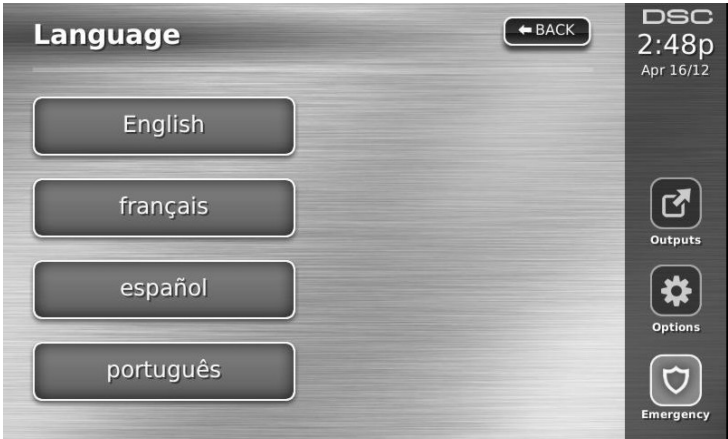 Language
BACK
English
français
español
português
DSC
2:48p
Apr 16/12
Outputs
Options
Emergency